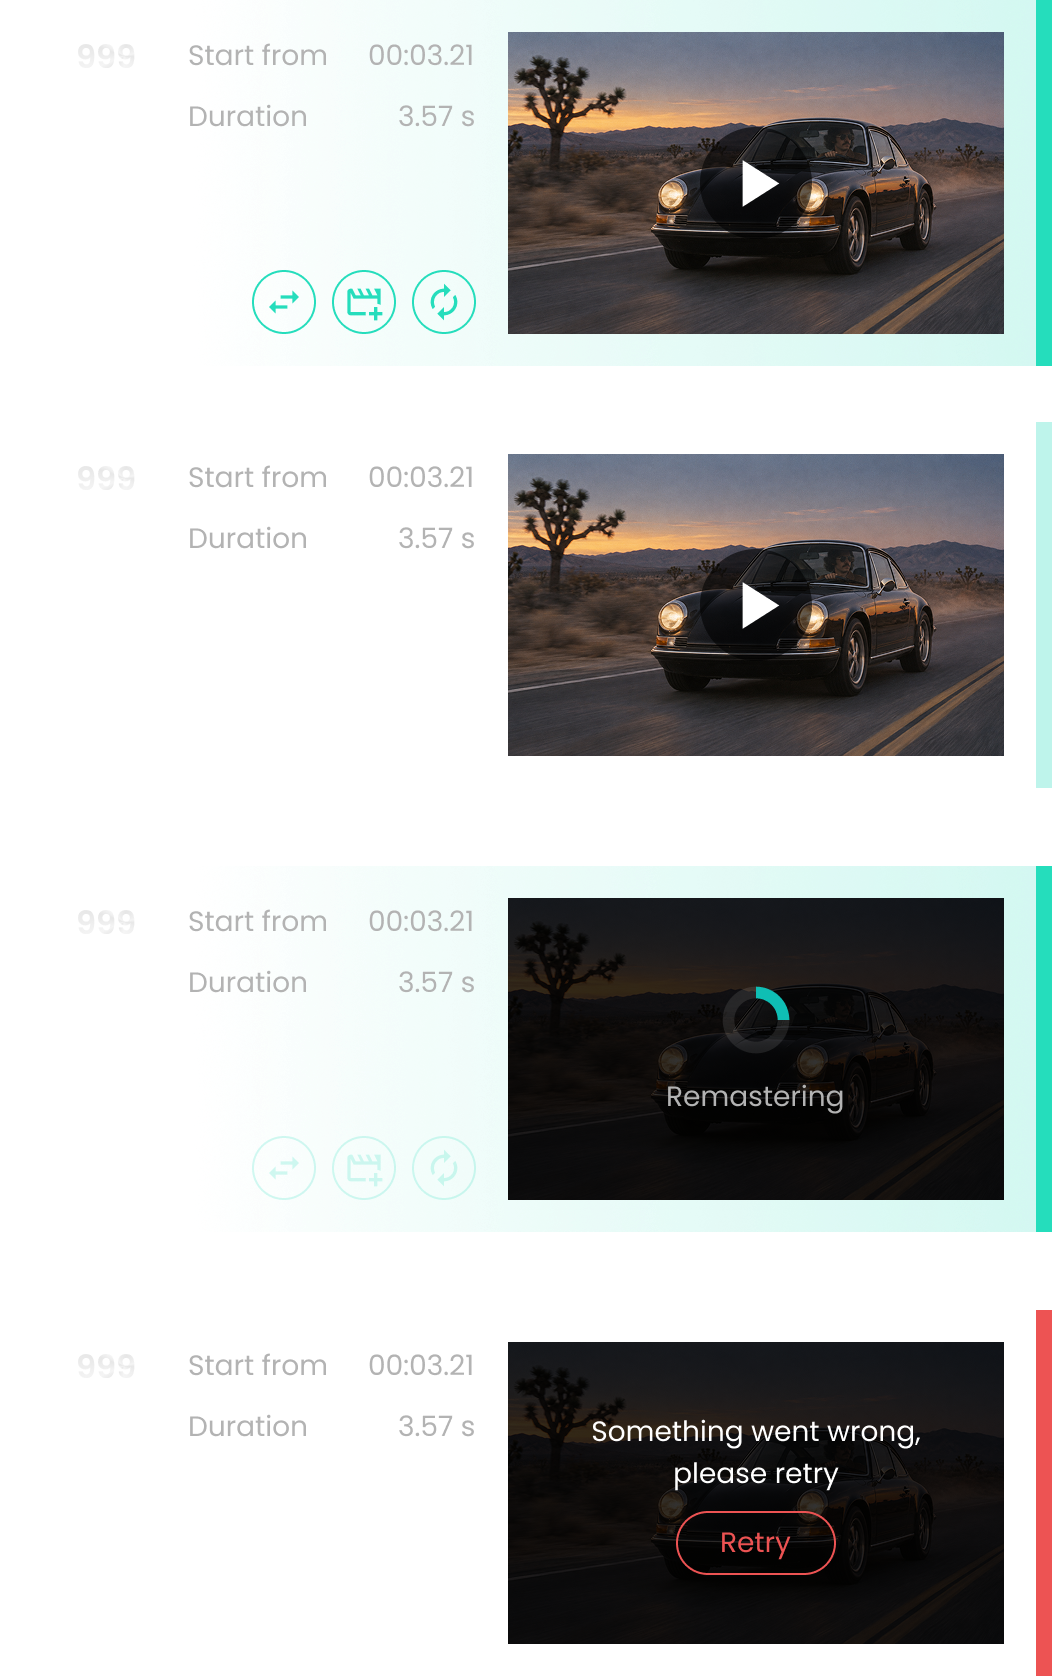 999 Start from 00:03.21
Duration 3.57 s
999 Start from 00:03.21
Duration 3.57 s
999 Start from 00:03.21
Duration 3.57 s
Remastering
999 Start from 00:03.21
Duration 3.57 s
Something went wrong,
please retry
Retry